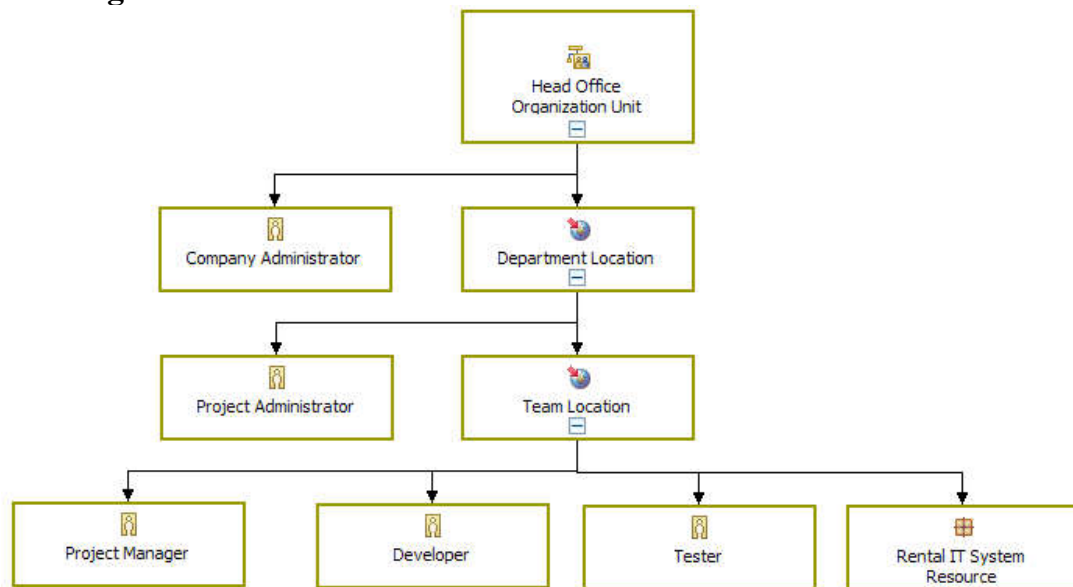 Head Office
Organization Unit
Company Administrator
Department Location
Project Administrator
Team Location
Project Manager
Developer
Tester
Rental IT System
Resource